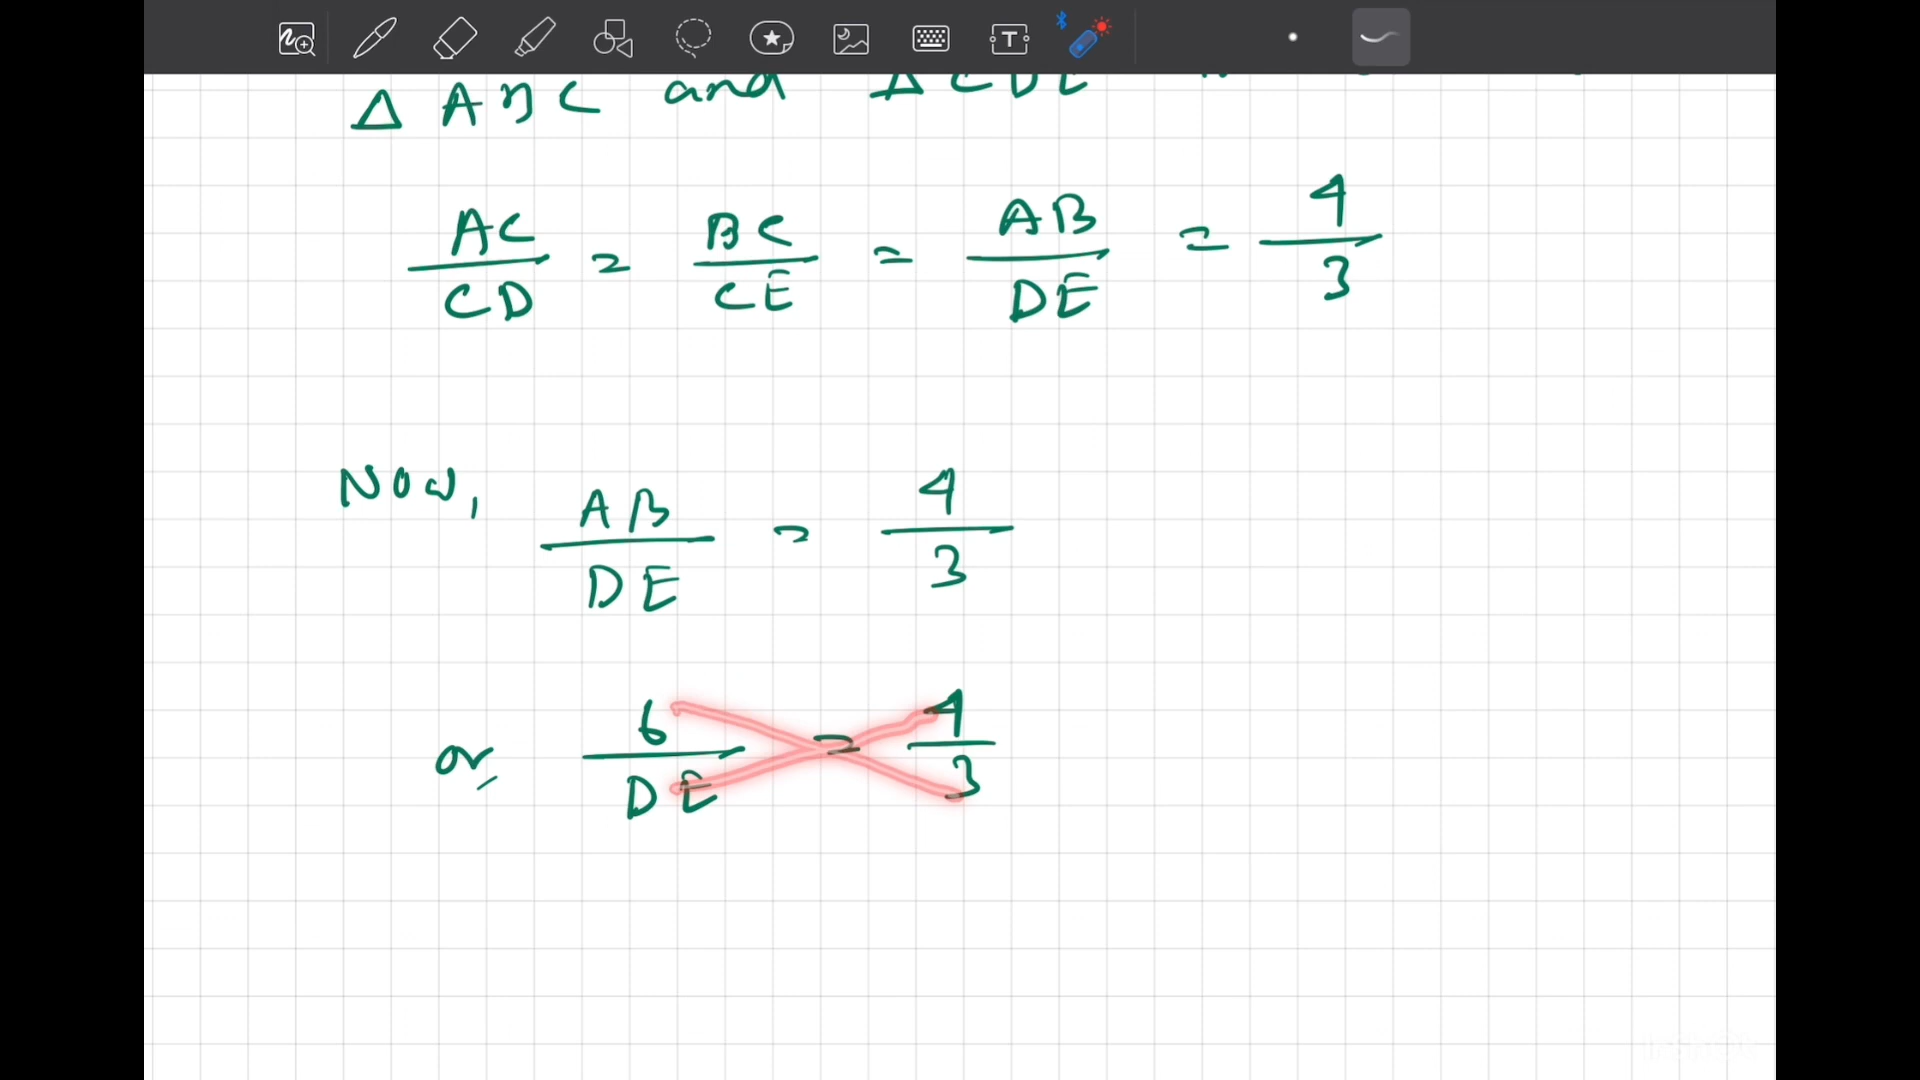 Δ ABC and Δ CDE
AC/CD = BC/CE = AB/DE = 4/3
Now, AB/DE = 4/3
or, 6/DE = 4/3